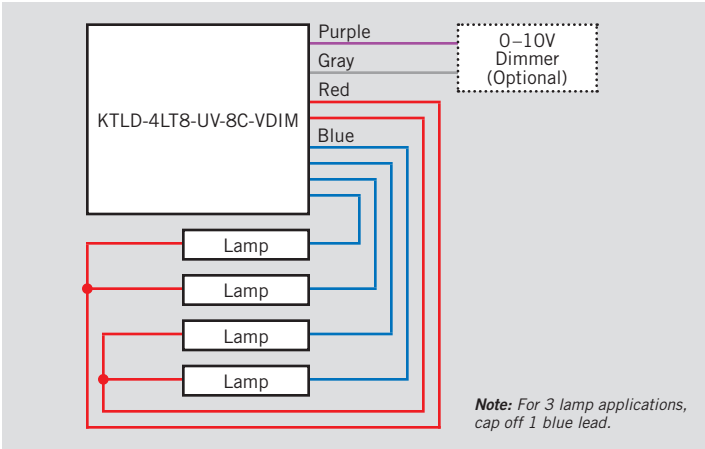 Purple
Gray
Red
Blue
KTLD-4LT8-UV-8C-VDIM
0–10V
Dimmer
(Optional)
Lamp
Lamp
Lamp
Lamp
Note: For 3 lamp applications,
cap off 1 blue lead.